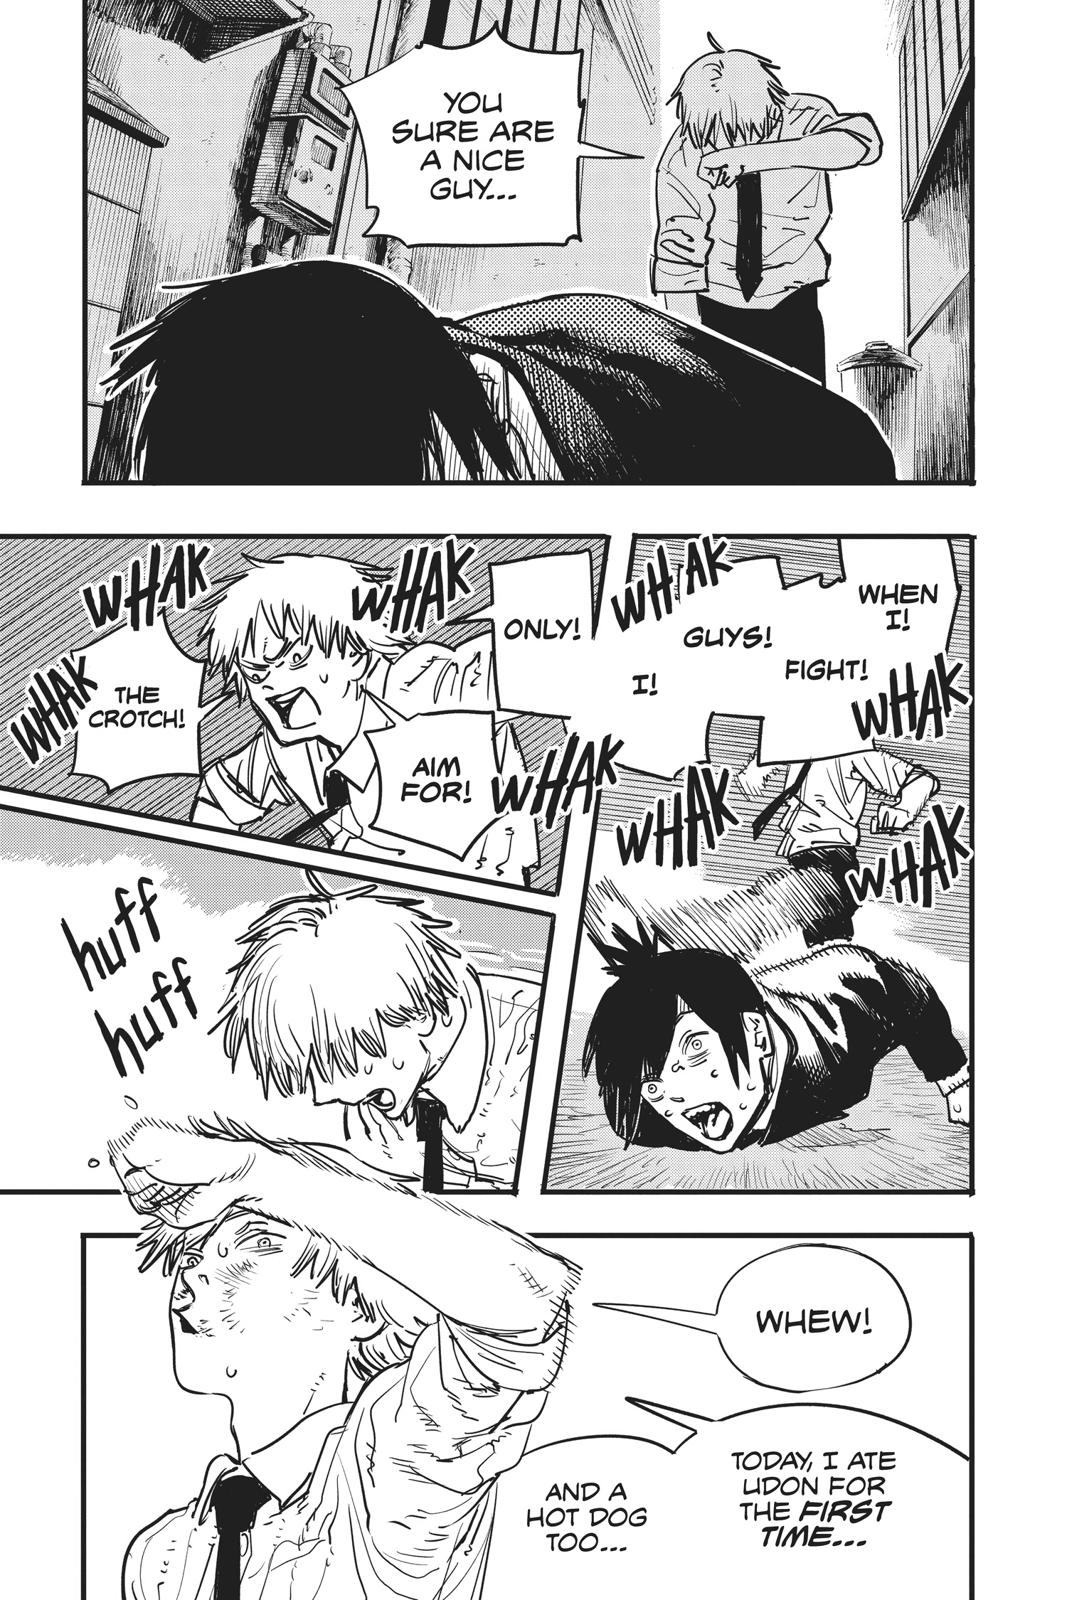 YOU
SURE ARE
A NICE
GUY...
WHEN
I!
FIGHT!
GUYS!
I!
ONLY!
AIM
FOR!
THE
CROTCH!
WHAK
WHAK
WHAK
WHAK
WHAK
WHAK
WHAK
WHAK
huff
huff
WHEW!
TODAY, I ATE
UDON FOR
THE FIRST
TIME...
AND A
HOT DOG
TOO...